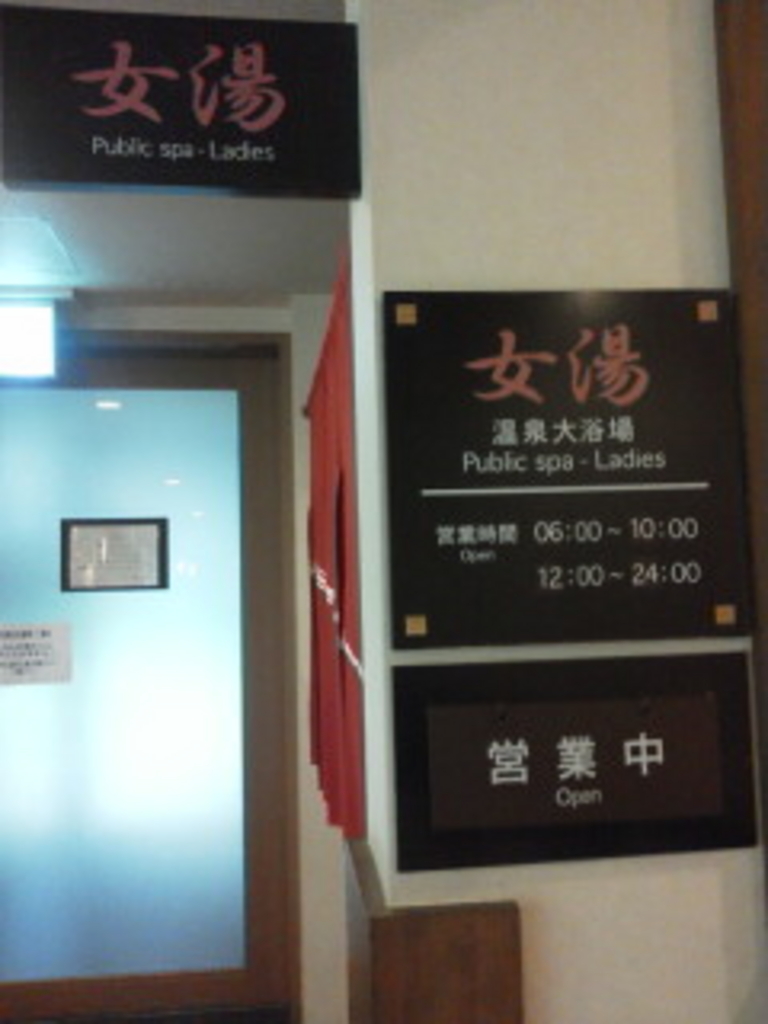 女湯
Public spa - Ladies
女湯
温泉大浴場
Public spa - Ladies
営業時間 06:00~10:00
Open
12:00~24:00
営業中
Open